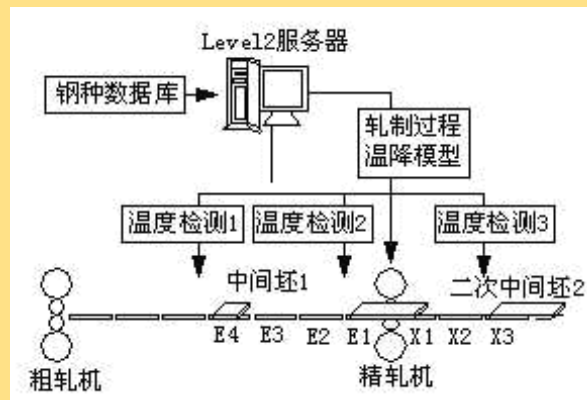 Level2服务器
钢种数据库
轧制过程
温降模型
温度检测1
温度检测2
温度检测3
中间坯1
二次中间坯2
E4
E3
E2
E1
X1
X2
X3
粗轧机
精轧机